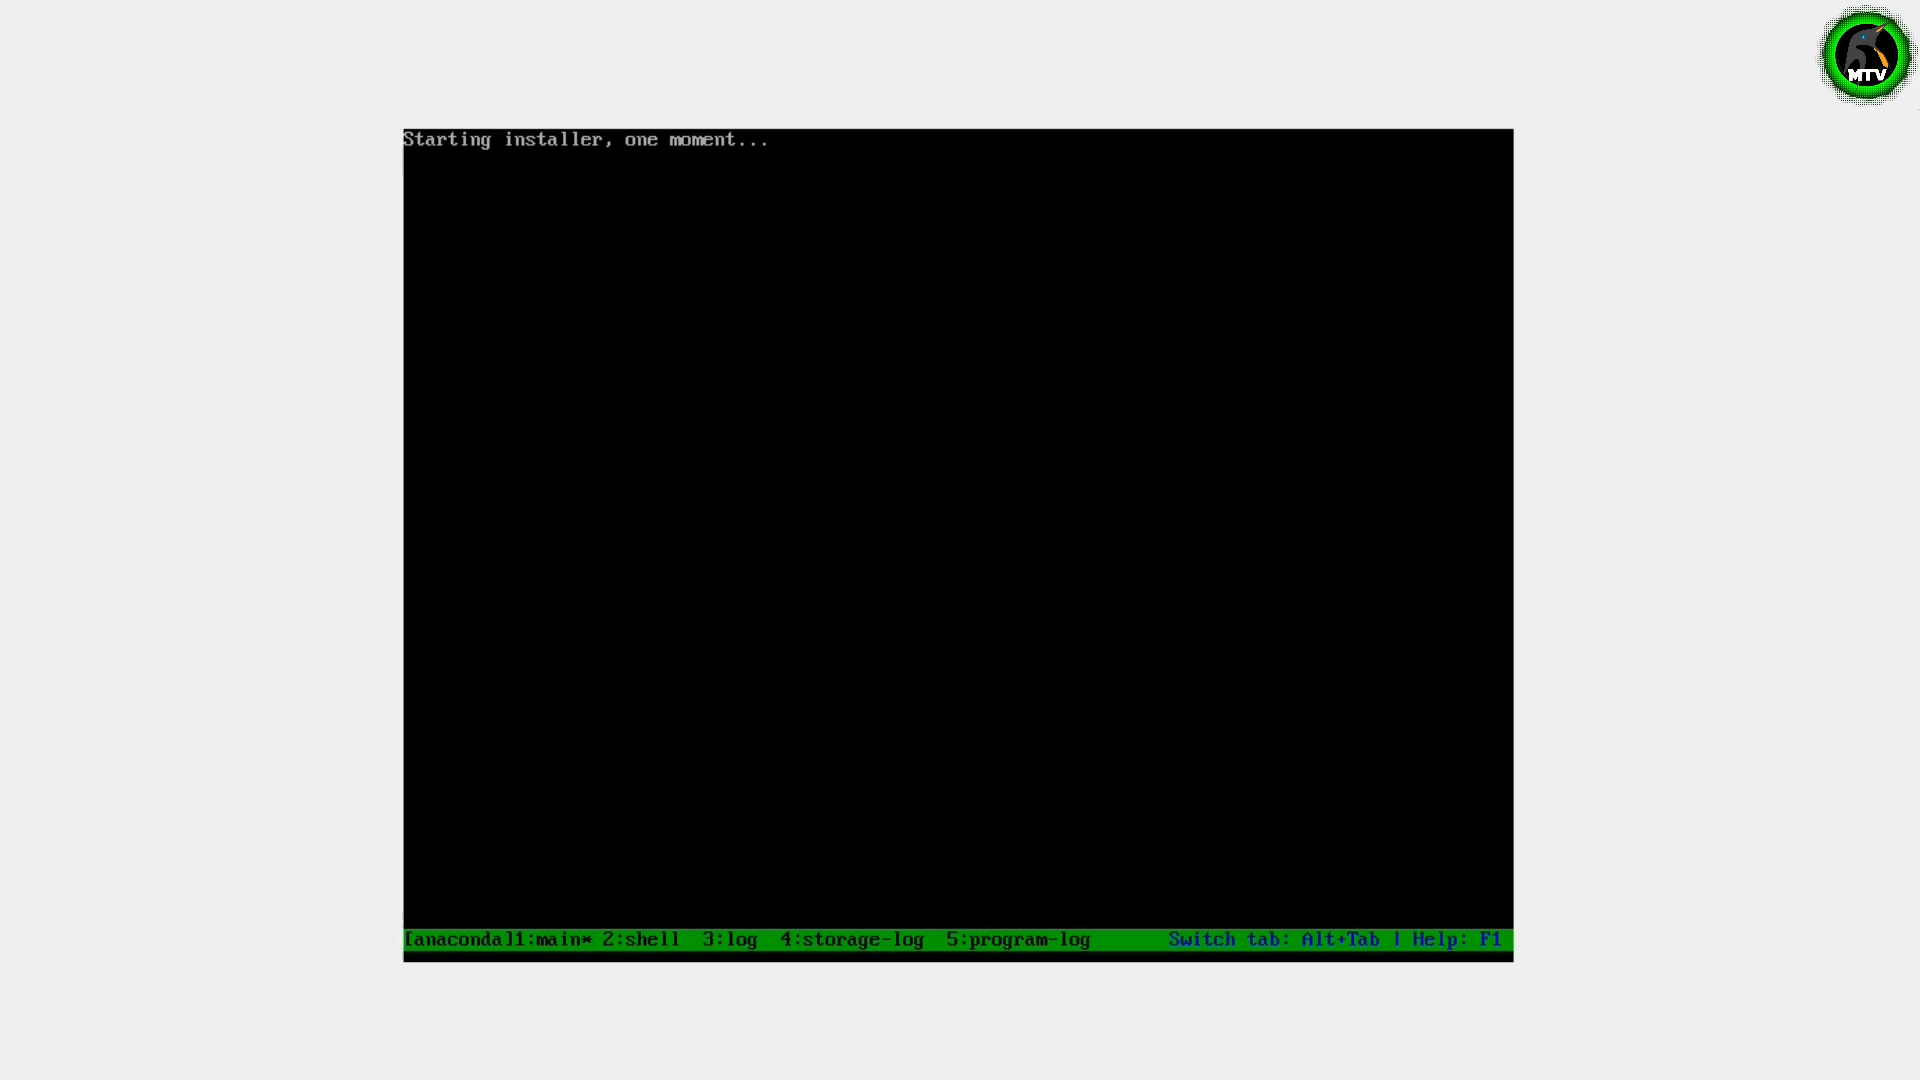 MTV
Starting installer, one moment...
[anaconda]1:main* 2:shell  3:log  4:storage-log  5:program-log       Switch tab: Alt+Tab | Help: F1